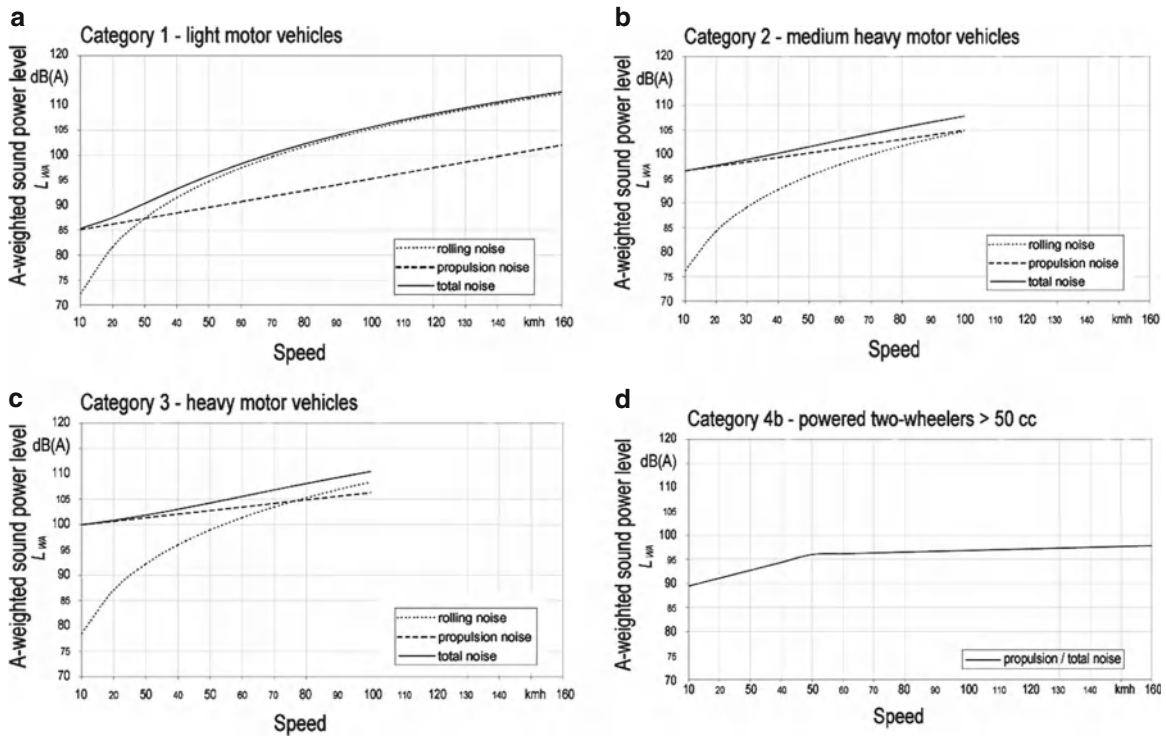 a
Category 1 - light motor vehicles
A-weighted sound power level
L WA
dB(A)
120
115
110
105
100
95
90
85
80
75
70
rolling noise
propulsion noise
total noise
10 20 30 40 50 60 70 80 90 100 110 120 130 140 kmh 160
Speed
b
Category 2 - medium heavy motor vehicles
A-weighted sound power level
L WA
dB(A)
120
115
110
105
100
95
90
85
80
75
70
rolling noise
propulsion noise
total noise
10 20 30 40 50 60 70 80 90 100 110 120 130 140 kmh 160
Speed
c
Category 3 - heavy motor vehicles
A-weighted sound power level
L WA
dB(A)
120
115
110
105
100
95
90
85
80
75
70
rolling noise
propulsion noise
total noise
10 20 30 40 50 60 70 80 90 100 110 120 130 140 kmh 160
Speed
d
Category 4b - powered two-wheelers > 50 cc
A-weighted sound power level
L WA
dB(A)
120
115
110
105
100
95
90
85
80
75
70
propulsion / total noise
10 20 30 40 50 60 70 80 90 100 110 120 130 140 kmh 160
Speed